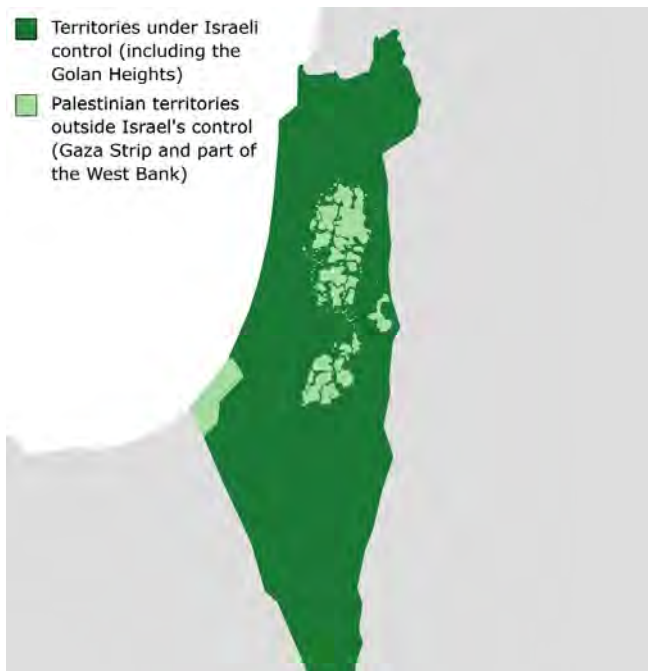 Territories under Israeli
control (including the
Golan Heights)
Palestinian territories
outside Israel's control
(Gaza Strip and part of
the West Bank)